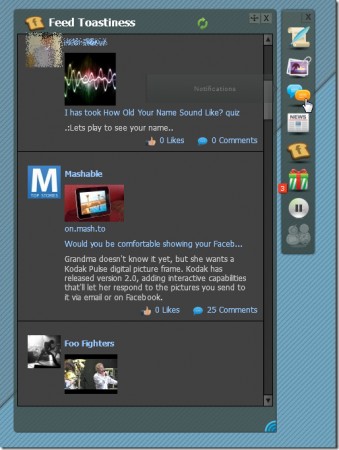 Feed Toastiness
Notifications
I has took How Old Your Name Sound Like? quiz
.:Lets play to see your name..
0 Likes 0 Comments
M
TOP STORIES
Mashable
on.mash.to
Would you be comfortable showing your Faceb...
Grandma doesn't know it yet, but she wants a
Kodak Pulse digital picture frame. Kodak has
released version 2.0, adding interactive capabilities
that'll let her respond to the pictures you send to
it via email or on Facebook.
0 Likes 25 Comments
Foo Fighters
NEWS
3